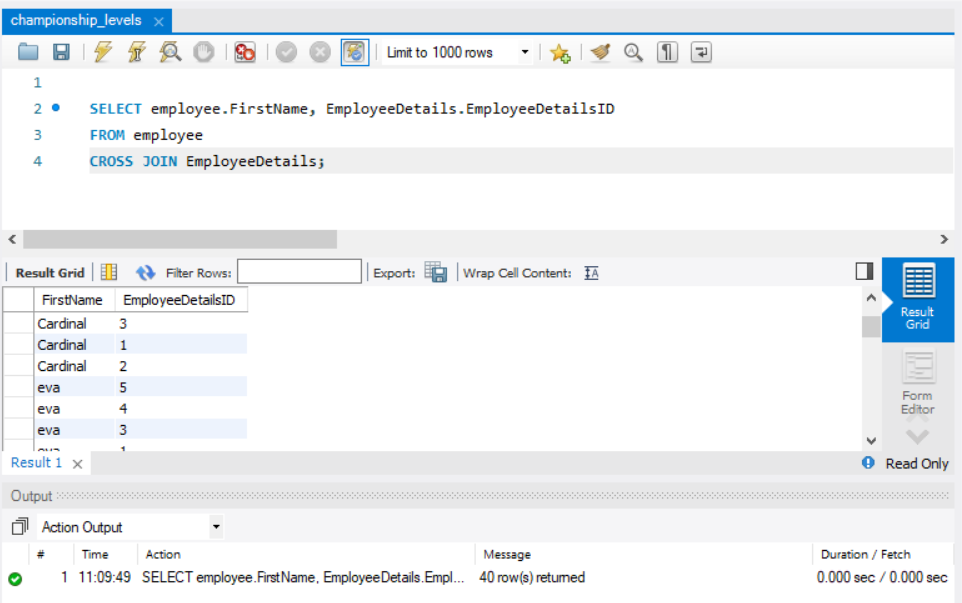 championship_levels ×
Limit to 1000 rows
1
2 SELECT employee.FirstName, EmployeeDetails.EmployeeDetailsID
3 FROM employee
4 CROSS JOIN EmployeeDetails;
Result Grid Filter Rows: Export: Wrap Cell Content: IA
FirstName EmployeeDetailsID
Cardinal 3
Cardinal 1
Cardinal 2
eva 5
eva 4
eva 3
eva 1
Result Grid
Form Editor
Result 1 × Read Only
Output
Action Output
# Time Action Message Duration / Fetch
1 11:09:49 SELECT employee.FirstName, EmployeeDetails.Empl... 40 row(s) returned 0.000 sec / 0.000 sec